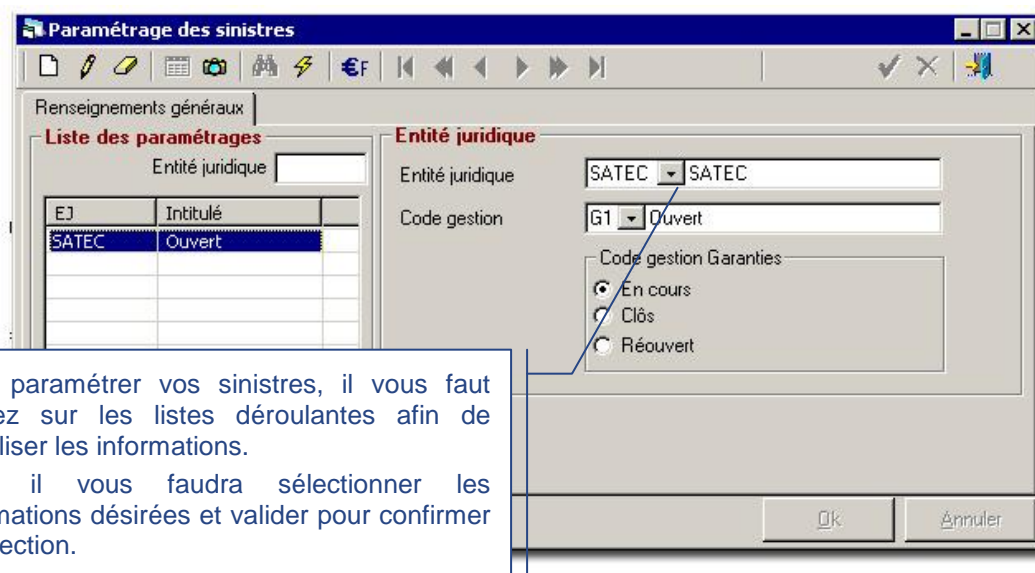 Paramétrage des sinistres
€F
Renseignements généraux
Liste des paramétrages
Entité juridique
EJ Intitulé
SATEC Ouvert
Entité juridique
Entité juridique SATEC SATEC
Code gestion G1 Ouvert
Code gestion Garanties
En cours
Clôs
Réouvert
paramétrer vos sinistres, il vous faut
ez sur les listes déroulantes afin de
liser les informations.
il vous faudra sélectionner les
mations désirées et valider pour confirmer
ection.
Ok Annuler